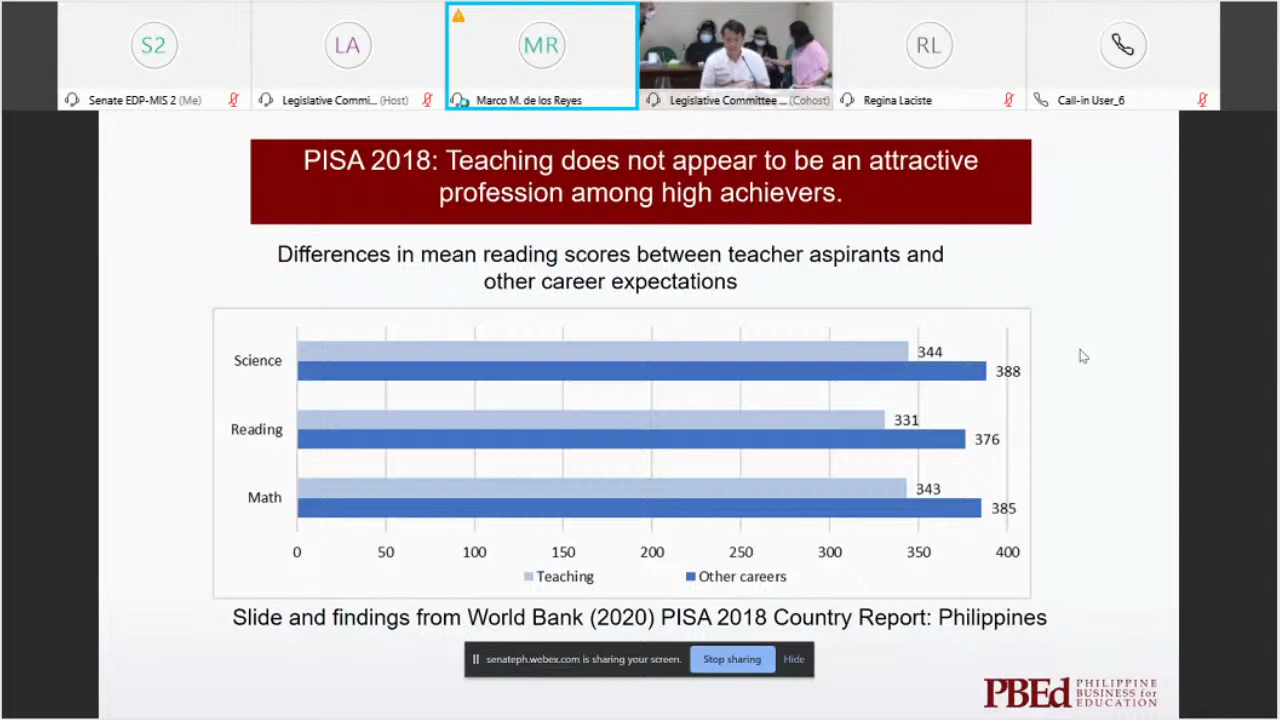 S2
LA
MR
RL
Senate EDP-MIS 2 (Me)
Legislative Commi... (Host)
Marco M. de los Reyes
Legislative Committee ... (Cohost)
Regina Laciste
Call-in User_6
PISA 2018: Teaching does not appear to be an attractive
profession among high achievers.
Differences in mean reading scores between teacher aspirants and
other career expectations
Science
344
388
Reading
331
376
Math
343
385
0 50 100 150 200 250 300 350 400
Teaching Other careers
Slide and findings from World Bank (2020) PISA 2018 Country Report: Philippines
senateph.webex.com is sharing your screen. Stop sharing Hide
PBEd
PHILIPPINE
BUSINESS for
EDUCATION